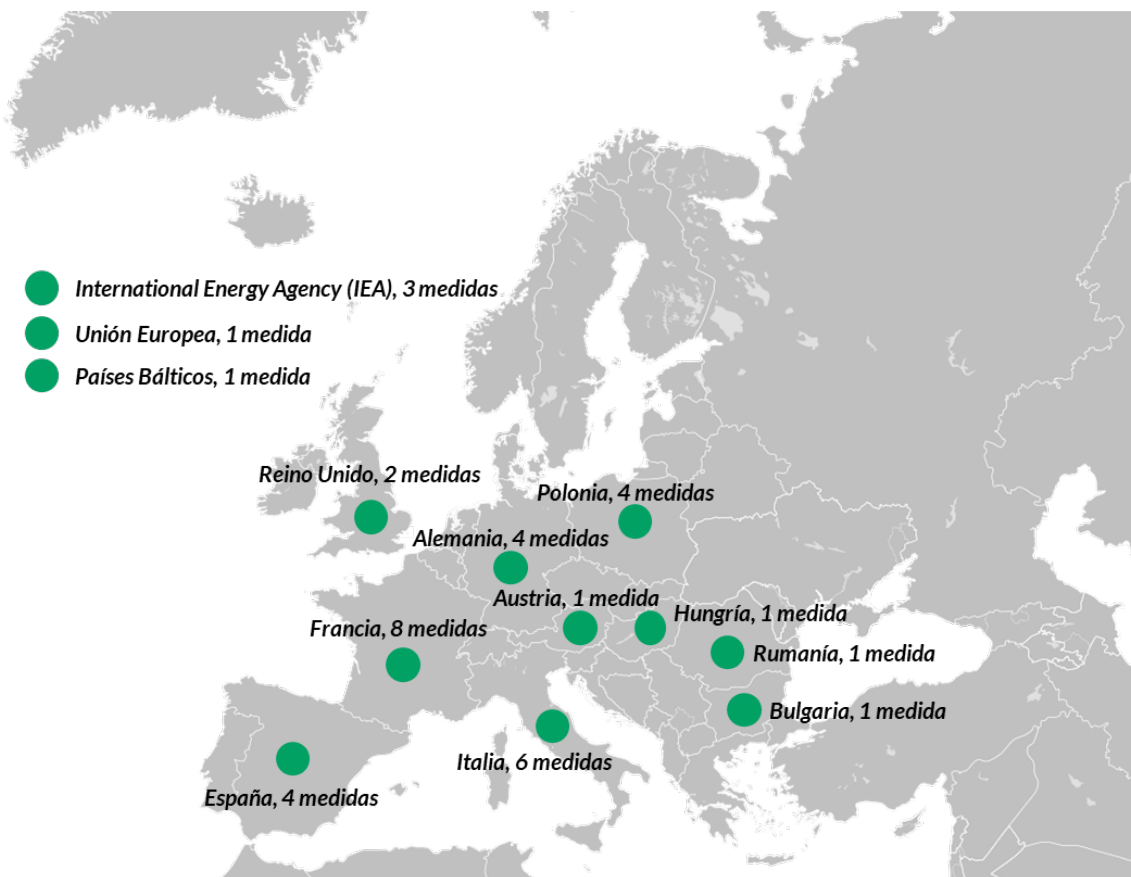 International Energy Agency (IEA), 3 medidas
Unión Europea, 1 medida
Países Bálticos, 1 medida
Reino Unido, 2 medidas
Polonia, 4 medidas
Alemania, 4 medidas
Austria, 1 medida
Hungría, 1 medida
Francia, 8 medidas
Rumanía, 1 medida
Bulgaria, 1 medida
Italia, 6 medidas
España, 4 medidas